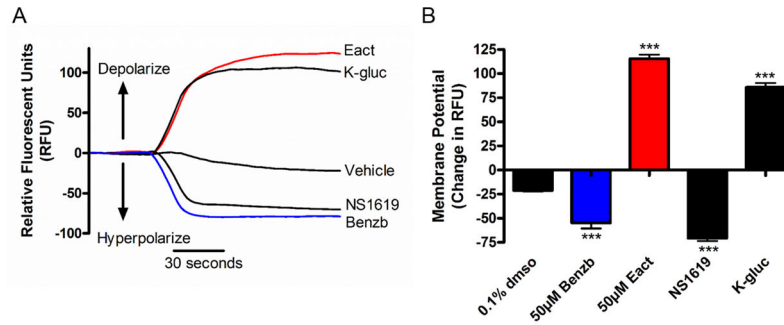 A
Relative Fluorescent Units
(RFU)
100
50
0
-50
-100
Depolarize
Hyperpolarize
Eact
K-gluc
Vehicle
NS1619
Benzb
30 seconds
B
Membrane Potential
(Change in RFU)
125
100
75
50
25
0
-25
-50
-75
***
***
***
***
0.1% dmso
50µM Benzb
50µM Eact
NS1619
K-gluc